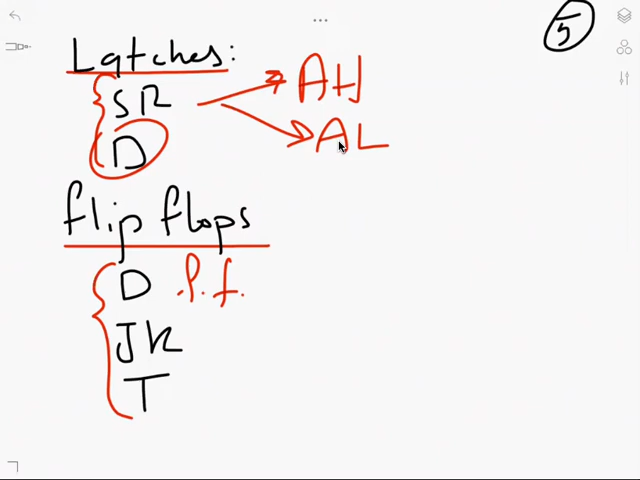 5
Latches:
SR AH
D AL
flip flops
D f.f.
JK
T